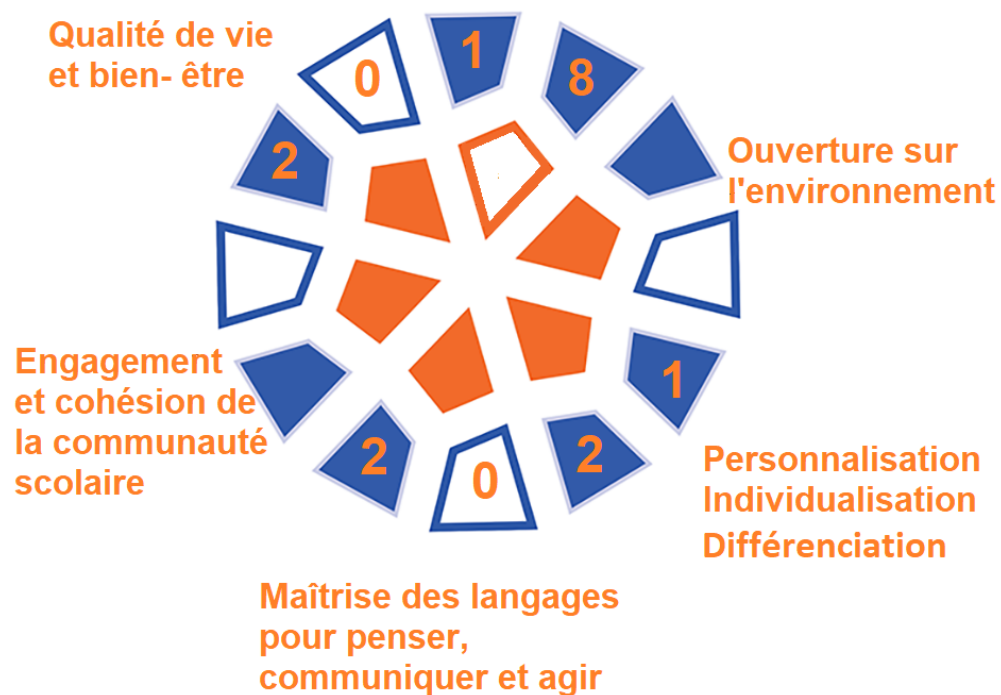 Qualité de vie
et bien- être
0
1
8
2
Ouverture sur
l'environnement
Engagement
et cohésion de
la communauté
scolaire
1
2
0
2
Personnalisation
Individualisation
Différenciation
Maîtrise des langages
pour penser,
communiquer et agir